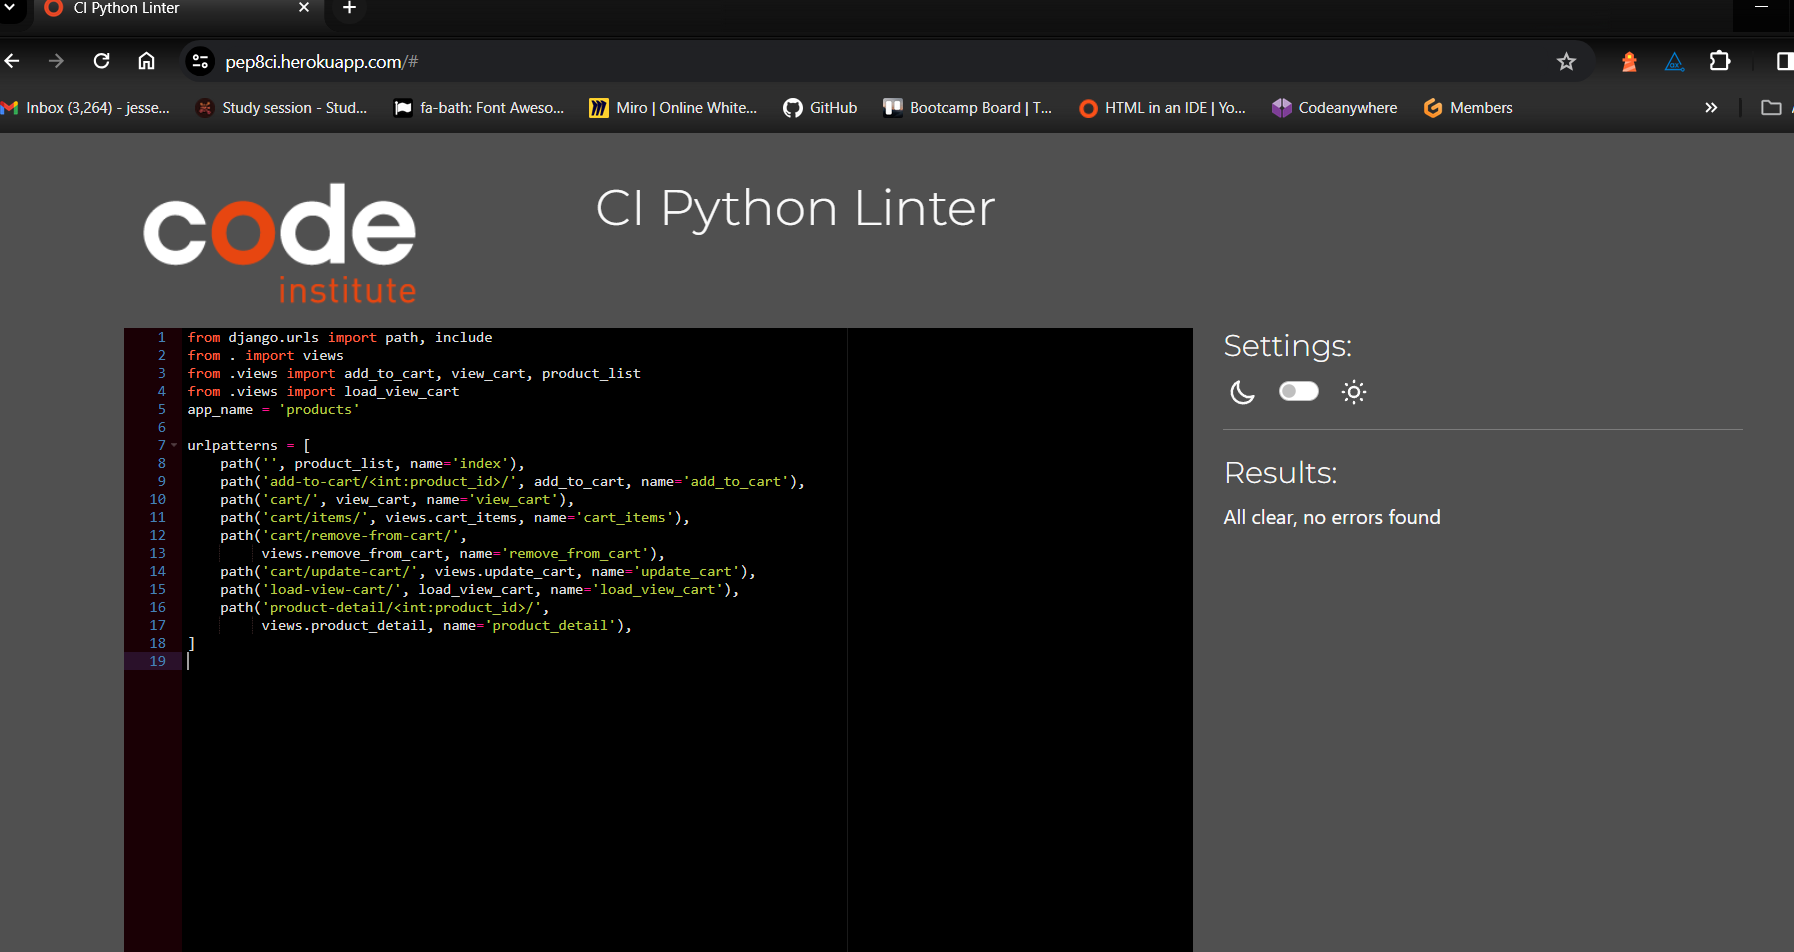 CI Python Linter
pep8ci.herokuapp.com/#
Inbox (3,264) - jesse...
Study session - Stud...
fa-bath: Font Aweso...
Miro | Online White...
GitHub
Bootcamp Board | T...
HTML in an IDE | Yo...
Codeanywhere
Members
code
institute
CI Python Linter
1 from django.urls import path, include
2 from . import views
3 from .views import add_to_cart, view_cart, product_list
4 from .views import load_view_cart
5 app_name = 'products'
6
7 urlpatterns = [
8     path('', product_list, name='index'),
9     path('add-to-cart/<int:product_id>/', add_to_cart, name='add_to_cart'),
10     path('cart/', view_cart, name='view_cart'),
11     path('cart/items/', views.cart_items, name='cart_items'),
12     path('cart/remove-from-cart/',
13          views.remove_from_cart, name='remove_from_cart'),
14     path('cart/update-cart/', views.update_cart, name='update_cart'),
15     path('load-view-cart/', load_view_cart, name='load_view_cart'),
16     path('product-detail/<int:product_id>/',
17          views.product_detail, name='product_detail'),
18 ]
19
Settings:
Results:
All clear, no errors found